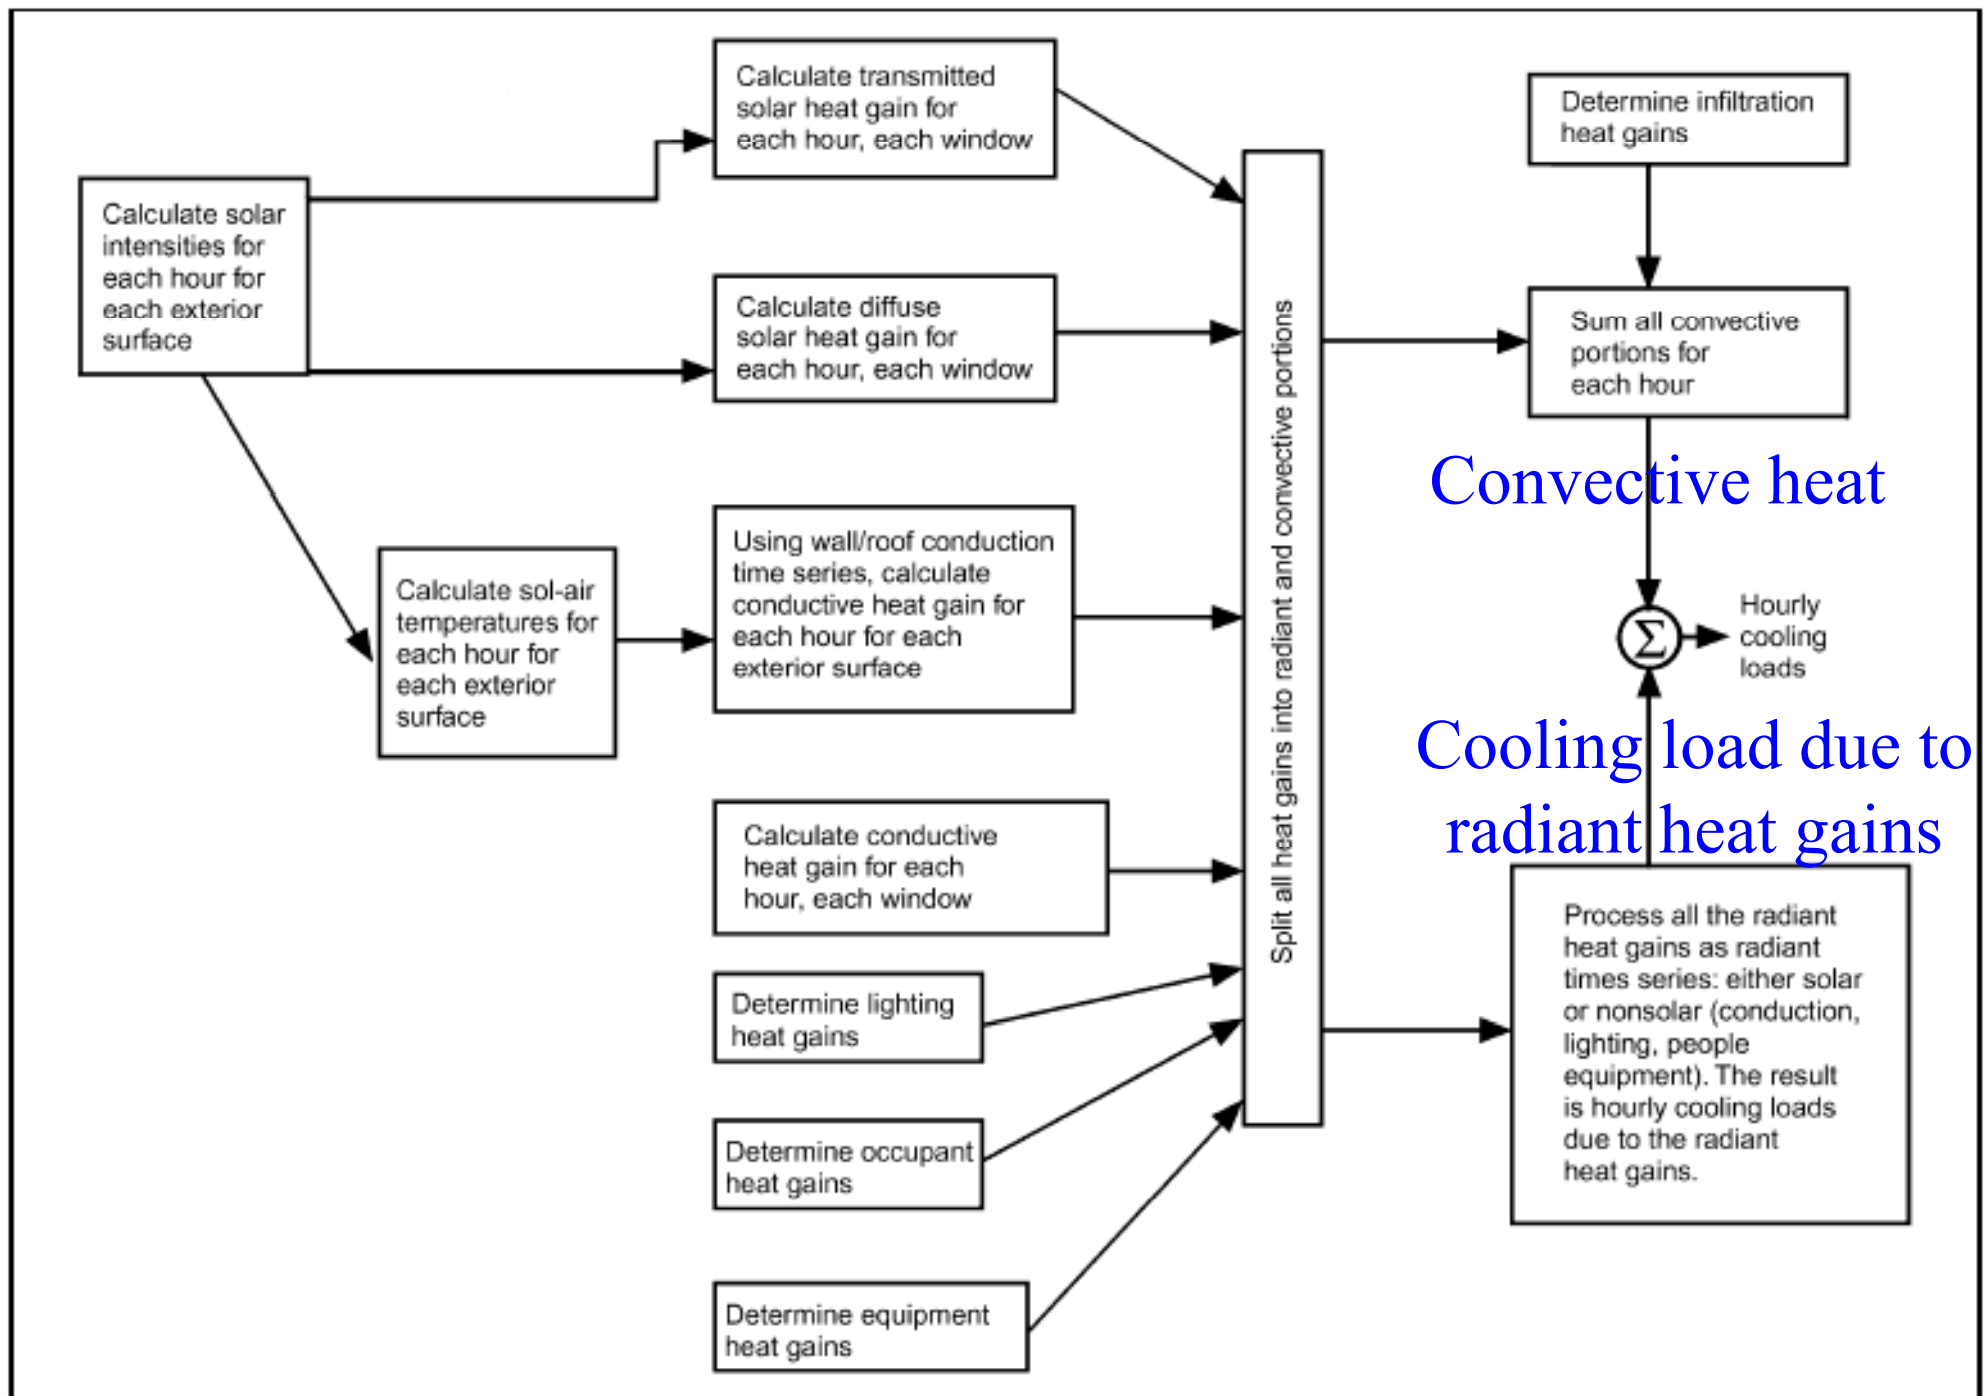 Calculate transmitted
solar heat gain for
each hour, each window
Determine infiltration
heat gains
Calculate solar
intensities for
each hour for
each exterior
surface
Calculate diffuse
solar heat gain for
each hour, each window
Split all heat gains into radiant and convective portions
Sum all convective
portions for
each hour
Convective heat
Using wall/roof conduction
time series, calculate
conductive heat gain for
each hour for each
exterior surface
Calculate sol-air
temperatures for
each hour for
each exterior
surface
Σ
Hourly
cooling
loads
Cooling load due to
radiant heat gains
Calculate conductive
heat gain for each
hour, each window
Process all the radiant
heat gains as radiant
times series: either solar
or nonsolar (conduction,
lighting, people
equipment). The result
is hourly cooling loads
due to the radiant
heat gains.
Determine lighting
heat gains
Determine occupant
heat gains
Determine equipment
heat gains